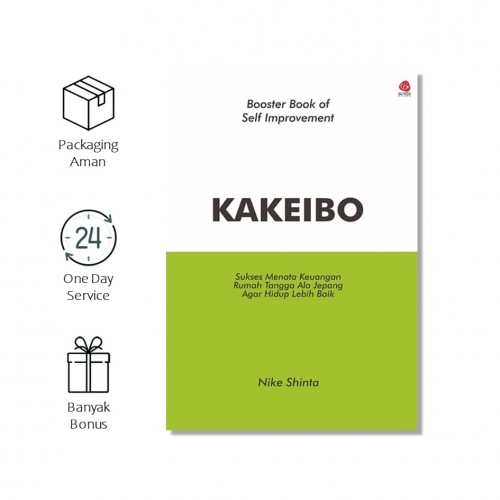 Packaging
Aman
24
One Day
Service
Banyak
Bonus
Booster Book of
Self Improvement
KAKEIBO
Sukses Menata Keuangan
Rumah Tangga Ala Jepang
Agar Hidup Lebih Baik
Nike Shinta